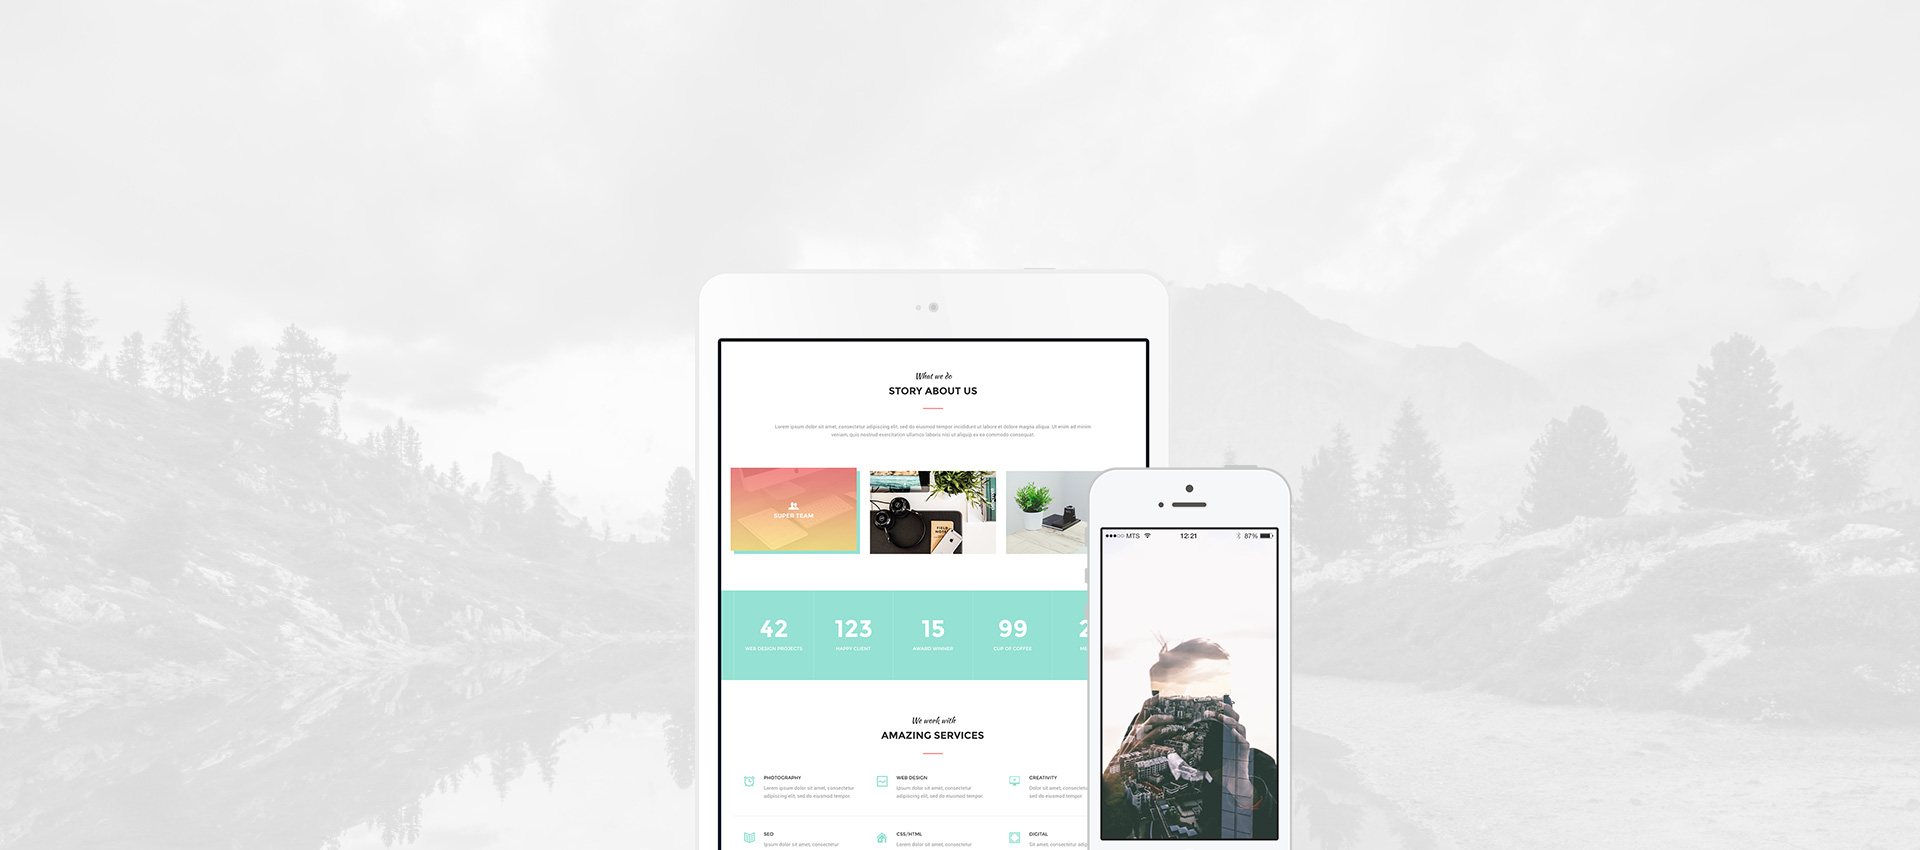 What we do
STORY ABOUT US
Lorem ipsum dolor sit amet, consectetur adipiscing elit, sed do eiusmod tempor incididunt ut labore et dolore magna aliqua. Ut enim ad minim
veniam, quis nostrud exercitation ullamco laboris nisi ut aliquip ex ea commodo consequat.
SUPER TEAM
FIELD NOTES
MTS 12:21 87%
42 123 15 99 2
WEB DESIGN PROJECTS HAPPY CLIENT AWARD WINNER CUP OF COFFEE
We work with
AMAZING SERVICES
PHOTOGRAPHY WEB DESIGN CREATIVITY
Lorem ipsum dolor sit amet, consectetur Ipsum dolor sit amet, consectetur Dolor sit amet,
adipiscing elit, sed do eiusmod tempor. adipiscing elit, sed do eiusmod tempor. sed do eiusmod tempor.
SEO CSS/HTML DIGITAL
Ipsum dolor sit amet, consectetur Lorem dolor sit amet, consectetur Sit amet, consectetur